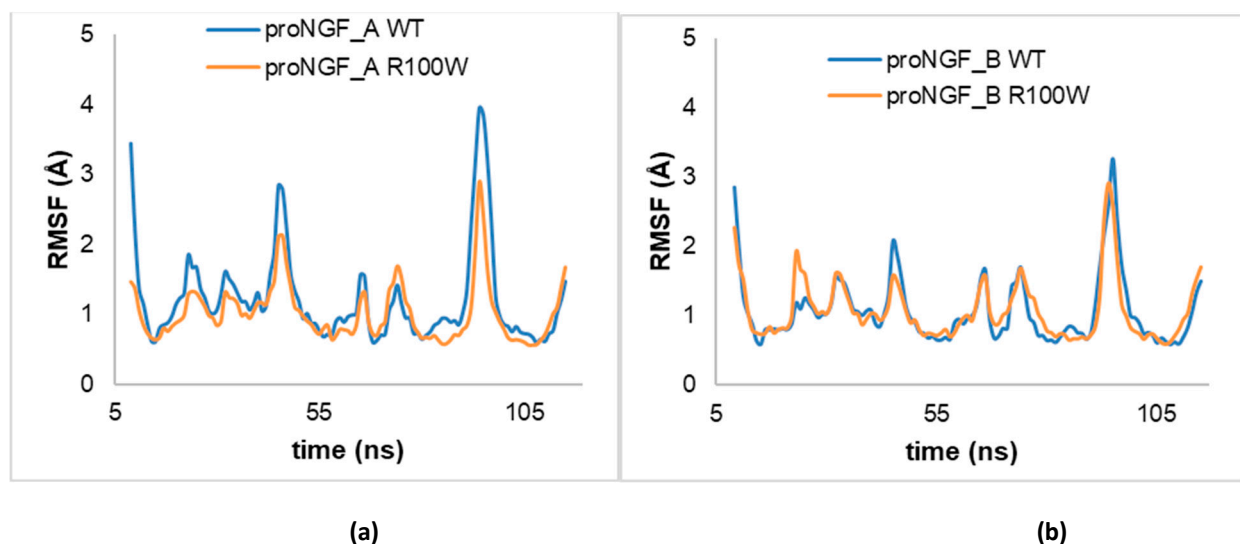 proNGF_A WT
proNGF_A R100W
5
4
3
2
1
0
RMSF (Å)
5
55
105
time (ns)
(a)
proNGF_B WT
proNGF_B R100W
5
4
3
2
1
0
RMSF (Å)
5
55
105
time (ns)
(b)